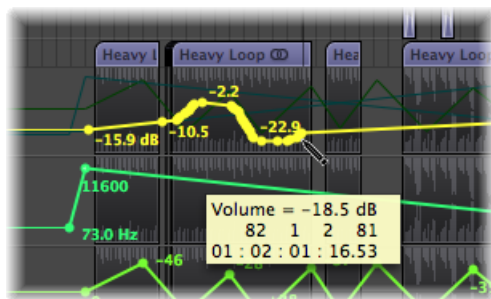 Heavy L
Heavy Loop
Hea
Heavy Loop
-2.2
-15.9 dB
-10.5
-22.9
11600
Volume = -18.5 dB
82 1 2 81
01 : 02 : 01 : 16.53
73.0 Hz
-46